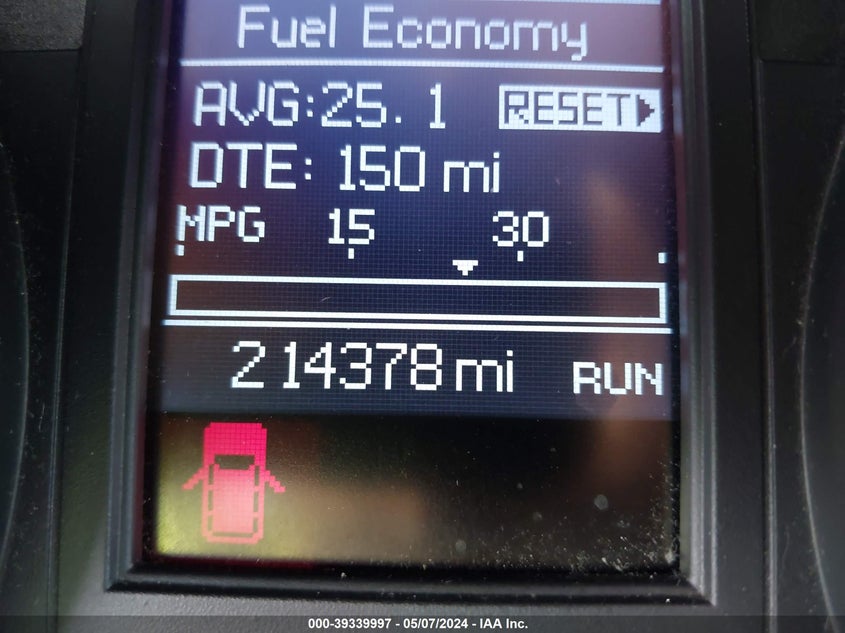 Fuel Economy
AVG:25.1 RESET
DTE: 150 mi
MPG 15 30
214378 mi RUN
000-39339997 - 05/07/2024 - IAA Inc.